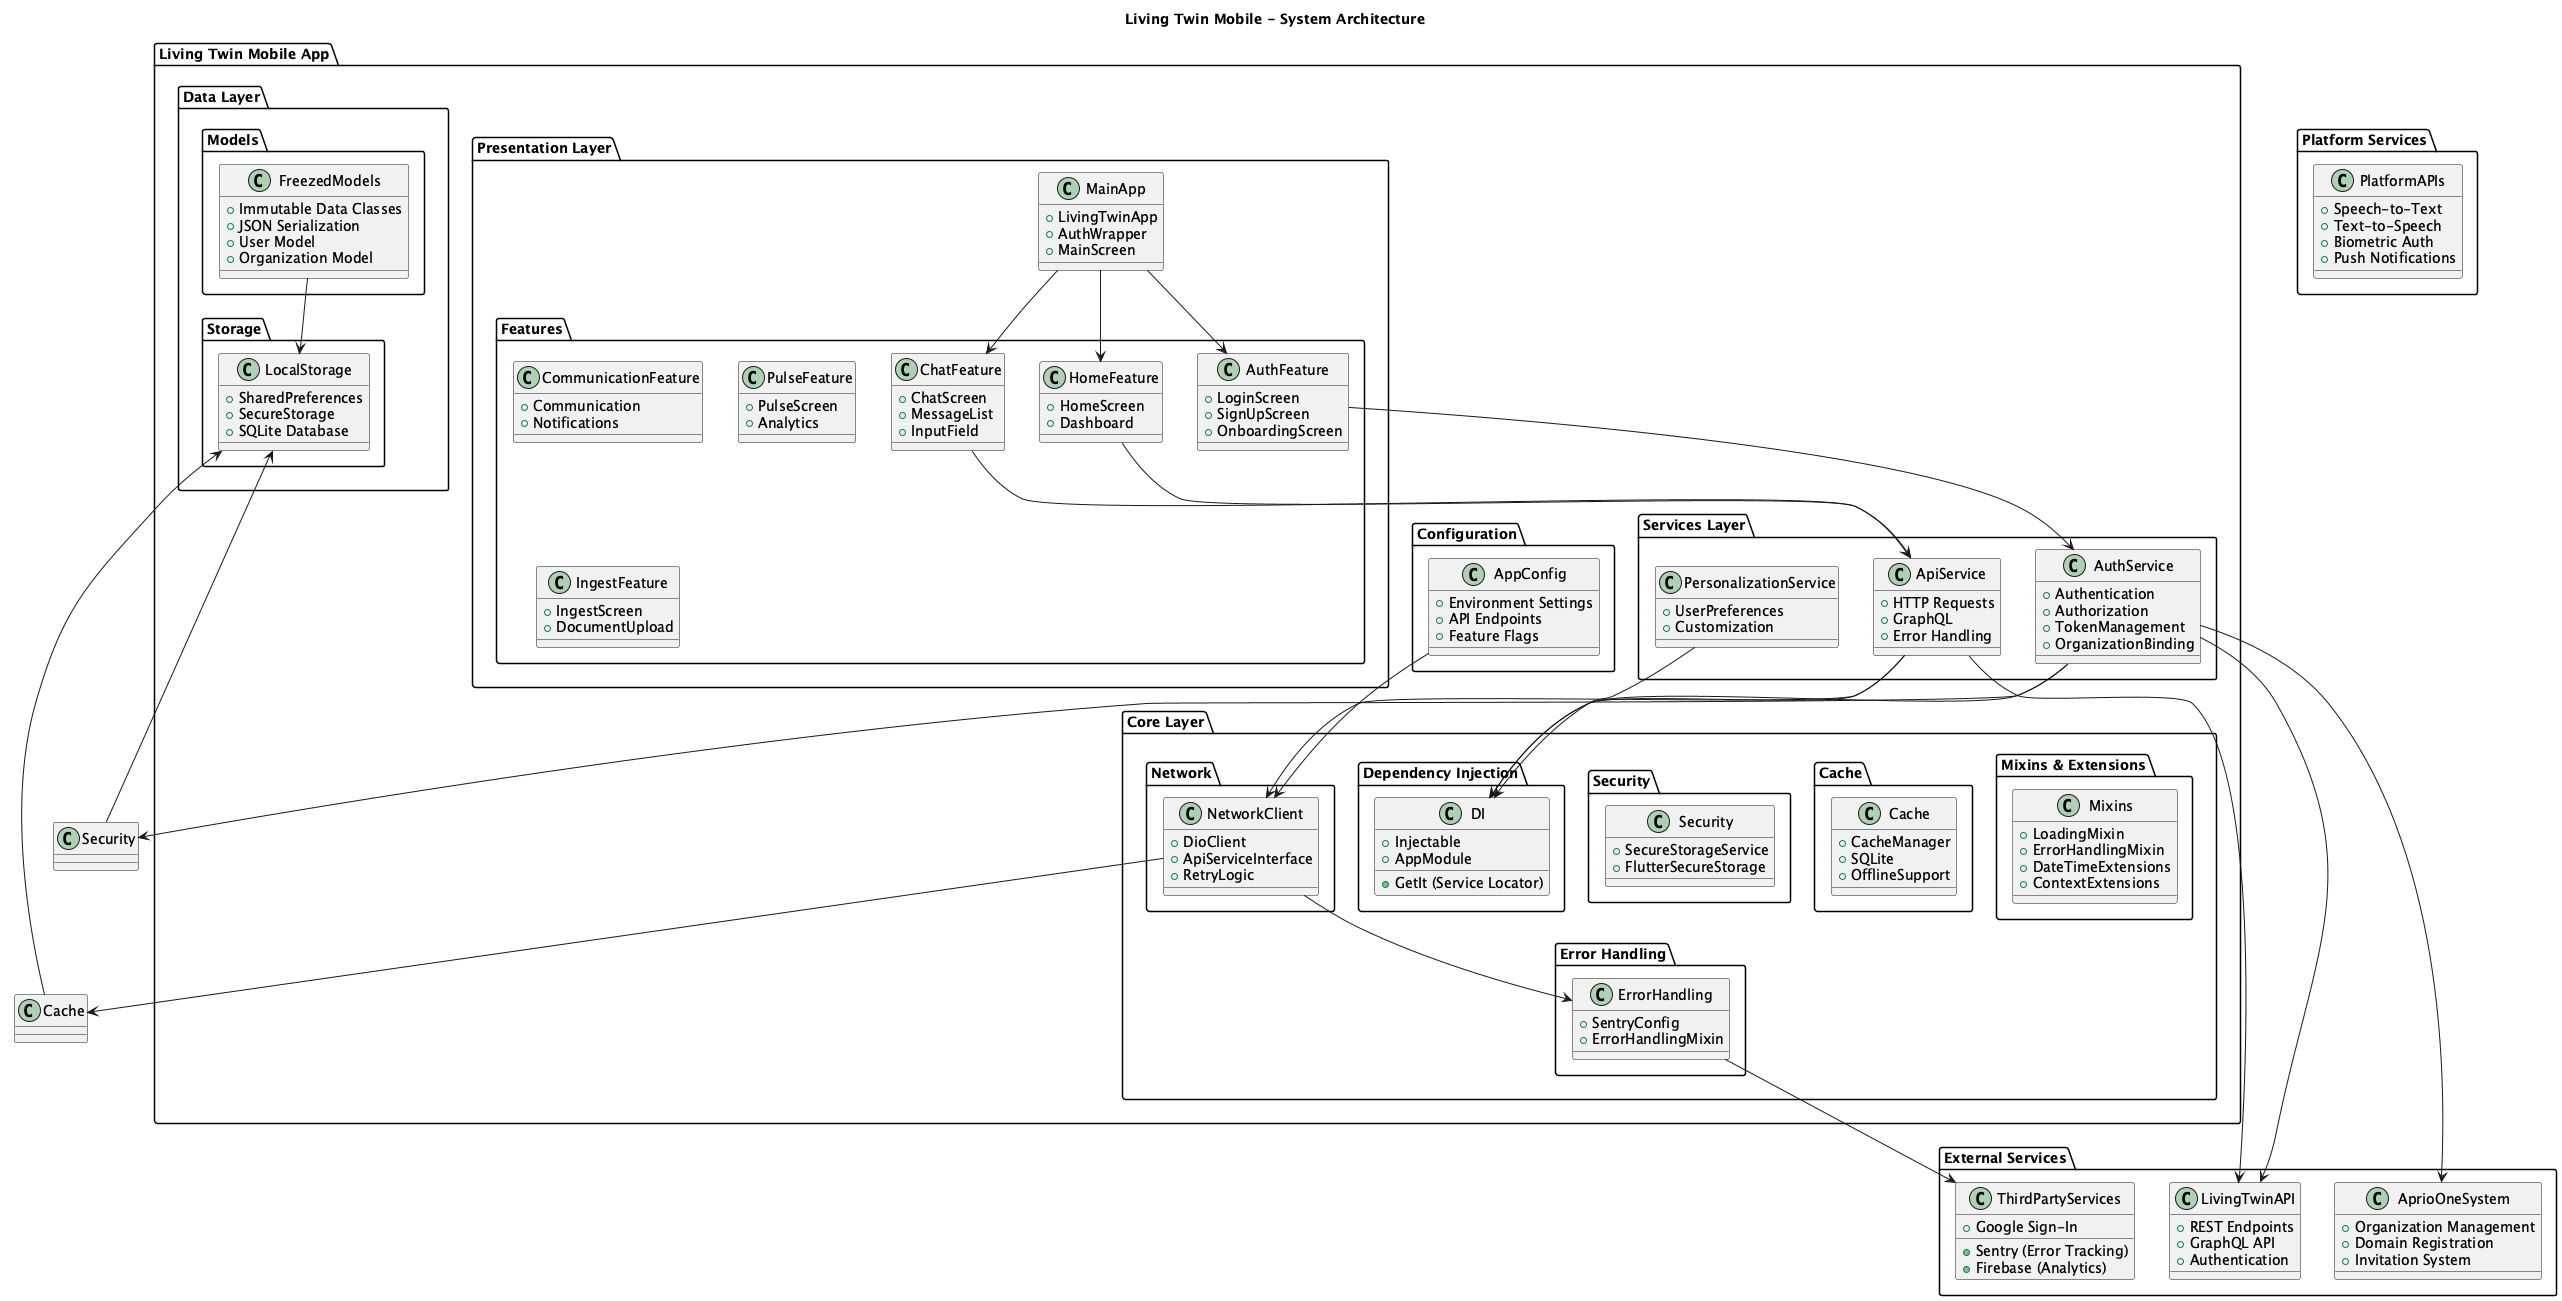 Living Twin Mobile – System Architecture
Living Twin Mobile App
Data Layer
Models
C FreezedModels
Immutable Data Classes
JSON Serialization
User Model
Organization Model
Storage
C LocalStorage
SharedPreferences
SecureStorage
SQLite Database
Presentation Layer
C MainApp
LivingTwinApp
AuthWrapper
MainScreen
Features
C CommunicationFeature
Communication
Notifications
C PulseFeature
PulseScreen
Analytics
C ChatFeature
ChatScreen
MessageList
InputField
C HomeFeature
HomeScreen
Dashboard
C AuthFeature
LoginScreen
SignUpScreen
OnboardingScreen
C IngestFeature
IngestScreen
DocumentUpload
Platform Services
C PlatformAPIs
Speech-to-Text
Text-to-Speech
Biometric Auth
Push Notifications
Configuration
C AppConfig
Environment Settings
API Endpoints
Feature Flags
Services Layer
C PersonalizationService
UserPreferences
Customization
C ApiService
HTTP Requests
GraphQL
Error Handling
C AuthService
Authentication
Authorization
TokenManagement
OrganizationBinding
Core Layer
Network
C NetworkClient
DioClient
ApiServiceInterface
RetryLogic
Dependency Injection
C DI
Injectable
AppModule
GetIt (Service Locator)
Security
C Security
SecureStorageService
FlutterSecureStorage
Cache
C Cache
CacheManager
SQLite
OfflineSupport
Mixins & Extensions
C Mixins
LoadingMixin
ErrorHandlingMixin
DateTimeExtensions
ContextExtensions
Error Handling
C ErrorHandling
SentryConfig
ErrorHandlingMixin
C Security
C Cache
External Services
C ThirdPartyServices
Google Sign-In
Sentry (Error Tracking)
Firebase (Analytics)
C LivingTwinAPI
REST Endpoints
GraphQL API
Authentication
C AprioOneSystem
Organization Management
Domain Registration
Invitation System